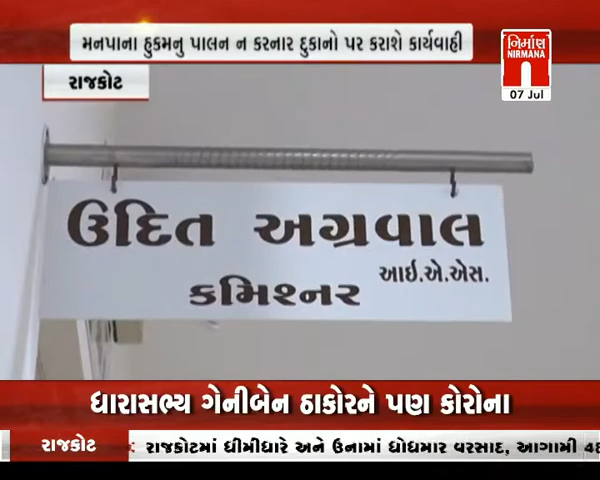 મનપાના હુકમનુ પાલન ન કરનાર દુકાનો પર કરાશે કાર્યવાહી
નિર્માણ
NIRMANA
07 Jul
રાજકોટ
ઉદિત અગ્રવાલ
આઇ.એ.એસ.
કમિશ્નર
ધારાસભ્ય ગેનીબેન ઠાકોરને પણ કોરોના
રાજકોટ
રાજકોટમાં ધીમીધારે અને ઉનામાં ધોધમાર વરસાદ, આગામી